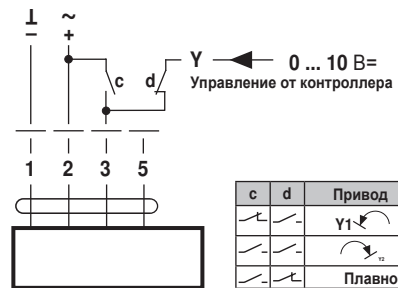 ⊥ ~
− +
Y 0 ... 10 В=
c d Управление от контроллера
1 2 3 5
c d Привод
Y1
Y2
Плавно